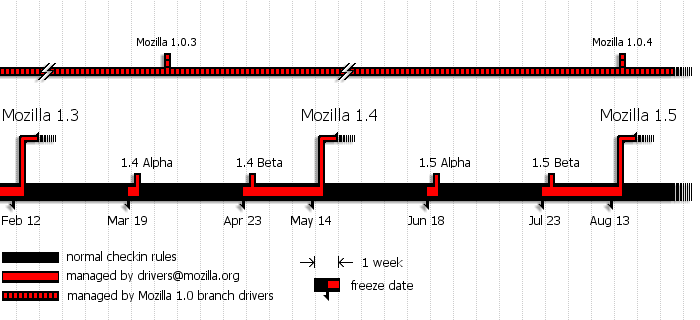 Mozilla 1.0.3
Mozilla 1.0.4
Mozilla 1.3
Mozilla 1.4
Mozilla 1.5
1.4 Alpha
1.4 Beta
1.5 Alpha
1.5 Beta
Feb 12
Mar 19
Apr 23
May 14
Jun 18
Jul 23
Aug 13
normal checkin rules
managed by drivers@mozilla.org
managed by Mozilla 1.0 branch drivers
1 week
freeze date